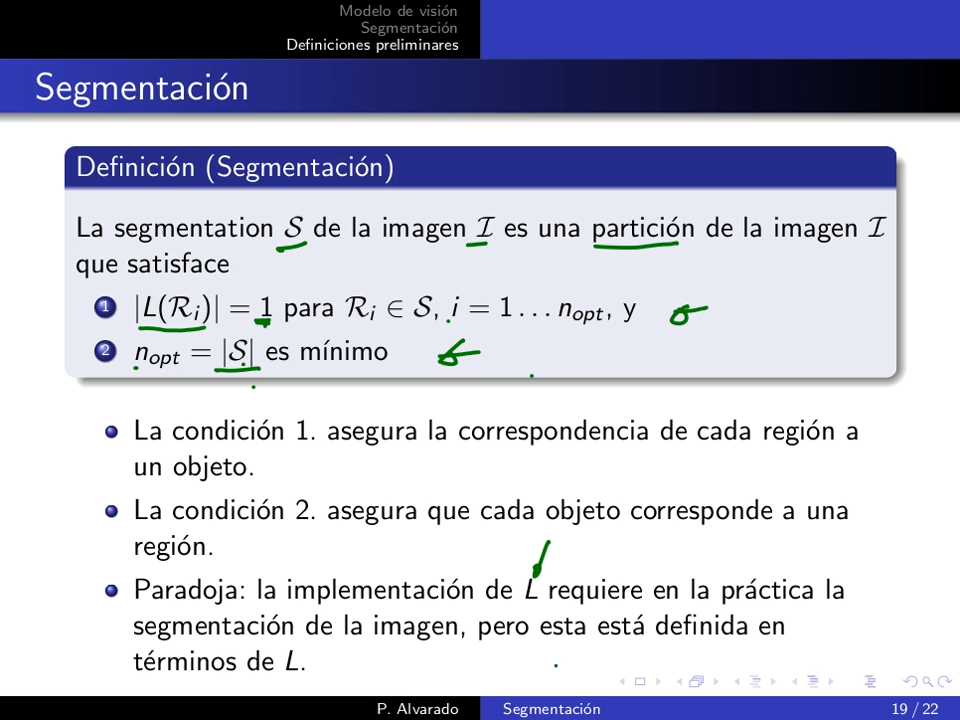 Modelo de visión
Segmentación
Definiciones preliminares
Segmentación
Definición (Segmentación)
La segmentation 𝒮 de la imagen ℐ es una partición de la imagen ℐ
que satisface
1 |L(ℛᵢ)| = 1 para ℛᵢ ∈ 𝒮, i = 1 . . . n_opt, y
2 n_opt = |𝒮| es mínimo
La condición 1. asegura la correspondencia de cada región a
un objeto.
La condición 2. asegura que cada objeto corresponde a una
región.
Paradoja: la implementación de L requiere en la práctica la
segmentación de la imagen, pero esta está definida en
términos de L.
P. Alvarado Segmentación 19 / 22